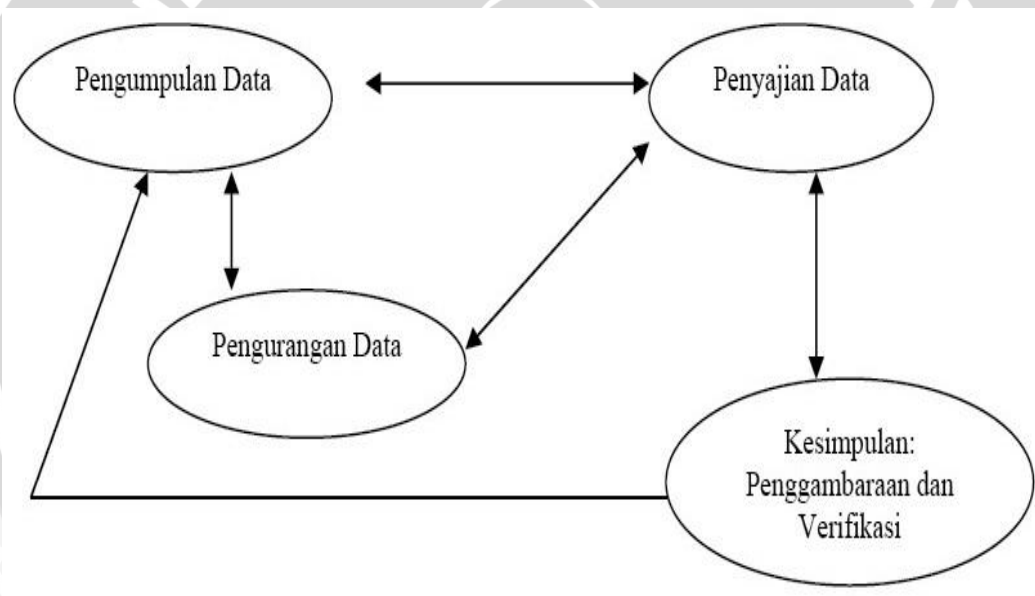 Pengumpulan Data
Penyajian Data
Pengurangan Data
Kesimpulan:
Penggambaraan dan
Verifikasi